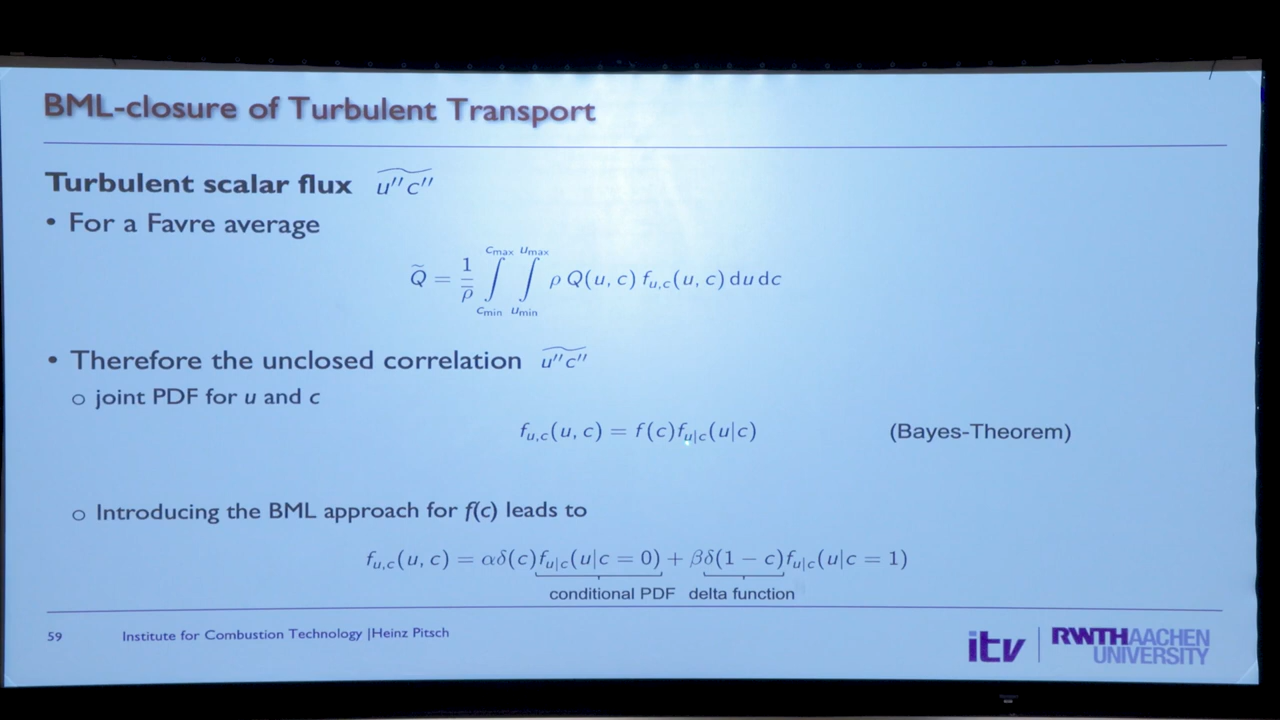 BML-closure of Turbulent Transport
Turbulent scalar flux $\widetilde{u''c''}$
• For a Favre average
$\widetilde{Q} = \frac{1}{\overline{\rho}} \int_{c_{min}}^{c_{max}} \int_{u_{min}}^{u_{max}} \rho \, Q(u, c) \, f_{u,c}(u, c) \, du \, dc$
• Therefore the unclosed correlation $\widetilde{u''c''}$
o joint PDF for u and c
$f_{u,c}(u, c) = f(c) f_{u|c}(u|c)$ (Bayes-Theorem)
o Introducing the BML approach for f(c) leads to
$f_{u,c}(u, c) = \alpha\delta(c) f_{u|c}(u|c = 0) + \beta\delta(1 - c) f_{u|c}(u|c = 1)$
conditional PDF delta function
59 Institute for Combustion Technology |Heinz Pitsch
itv RWTHAACHEN
UNIVERSITY